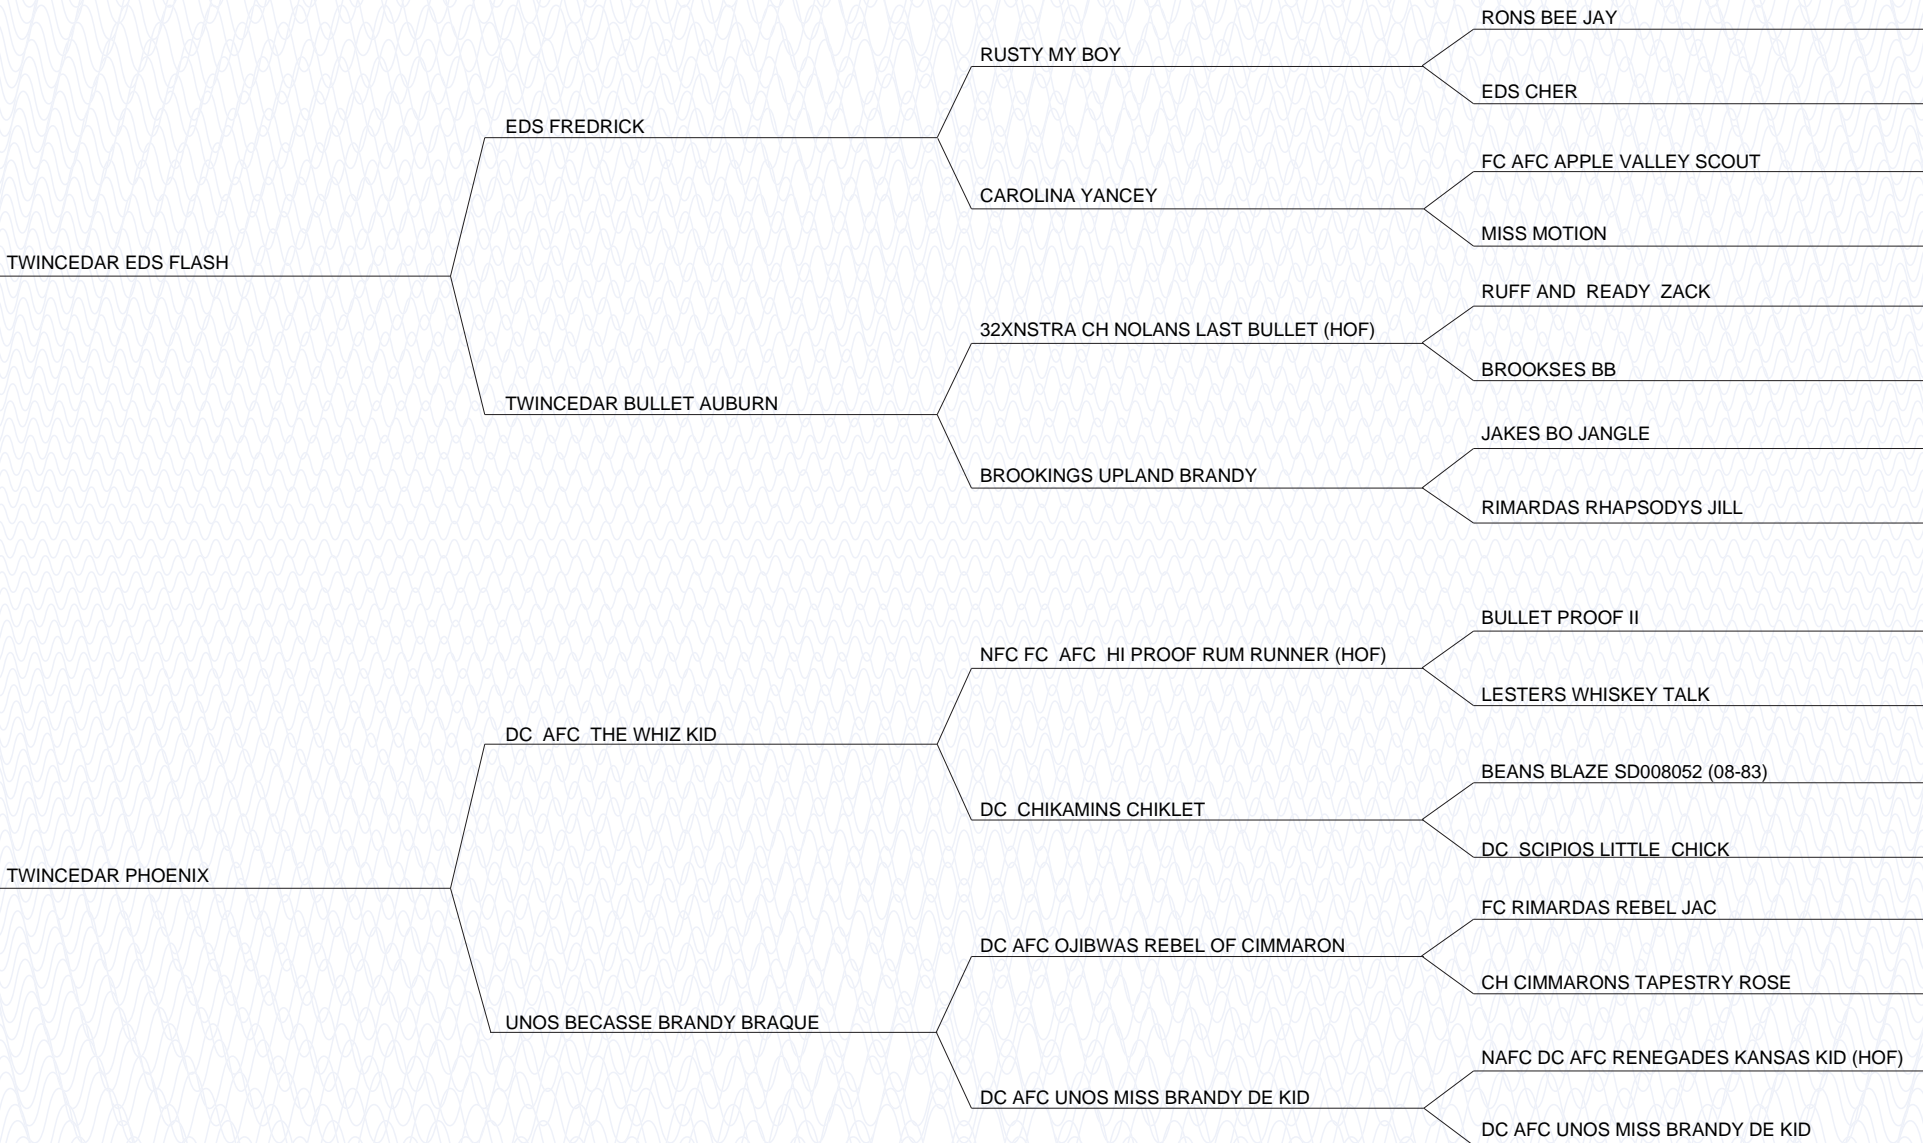 RONS BEE JAY
RUSTY MY BOY
EDS CHER
EDS FREDRICK
FC AFC APPLE VALLEY SCOUT
CAROLINA YANCEY
MISS MOTION
TWINCEDAR EDS FLASH
RUFF AND  READY  ZACK
32XNSTRA CH NOLANS LAST BULLET (HOF)
BROOKSES BB
TWINCEDAR BULLET AUBURN
JAKES BO JANGLE
BROOKINGS UPLAND BRANDY
RIMARDAS RHAPSODYS JILL
BULLET PROOF II
NFC FC  AFC  HI PROOF RUM RUNNER (HOF)
LESTERS WHISKEY TALK
DC  AFC  THE WHIZ KID
BEANS BLAZE SD008052 (08-83)
DC  CHIKAMINS CHIKLET
DC  SCIPIOS LITTLE  CHICK
TWINCEDAR PHOENIX
FC RIMARDAS REBEL JAC
DC AFC OJIBWAS REBEL OF CIMMARON
CH CIMMARONS TAPESTRY ROSE
UNOS BECASSE BRANDY BRAQUE
NAFC DC AFC RENEGADES KANSAS KID (HOF)
DC AFC UNOS MISS BRANDY DE KID
DC AFC UNOS MISS BRANDY DE KID